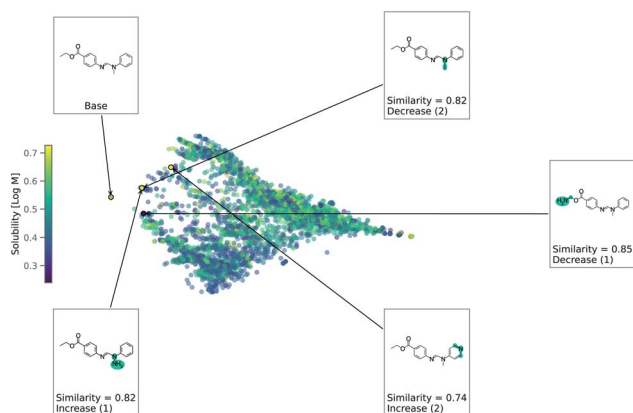 Base
Similarity = 0.82
Decrease (2)
Solubility [Log M]
0.7
0.6
0.5
0.4
0.3
Similarity = 0.85
Decrease (1)
Similarity = 0.82
Increase (1)
Similarity = 0.74
Increase (2)